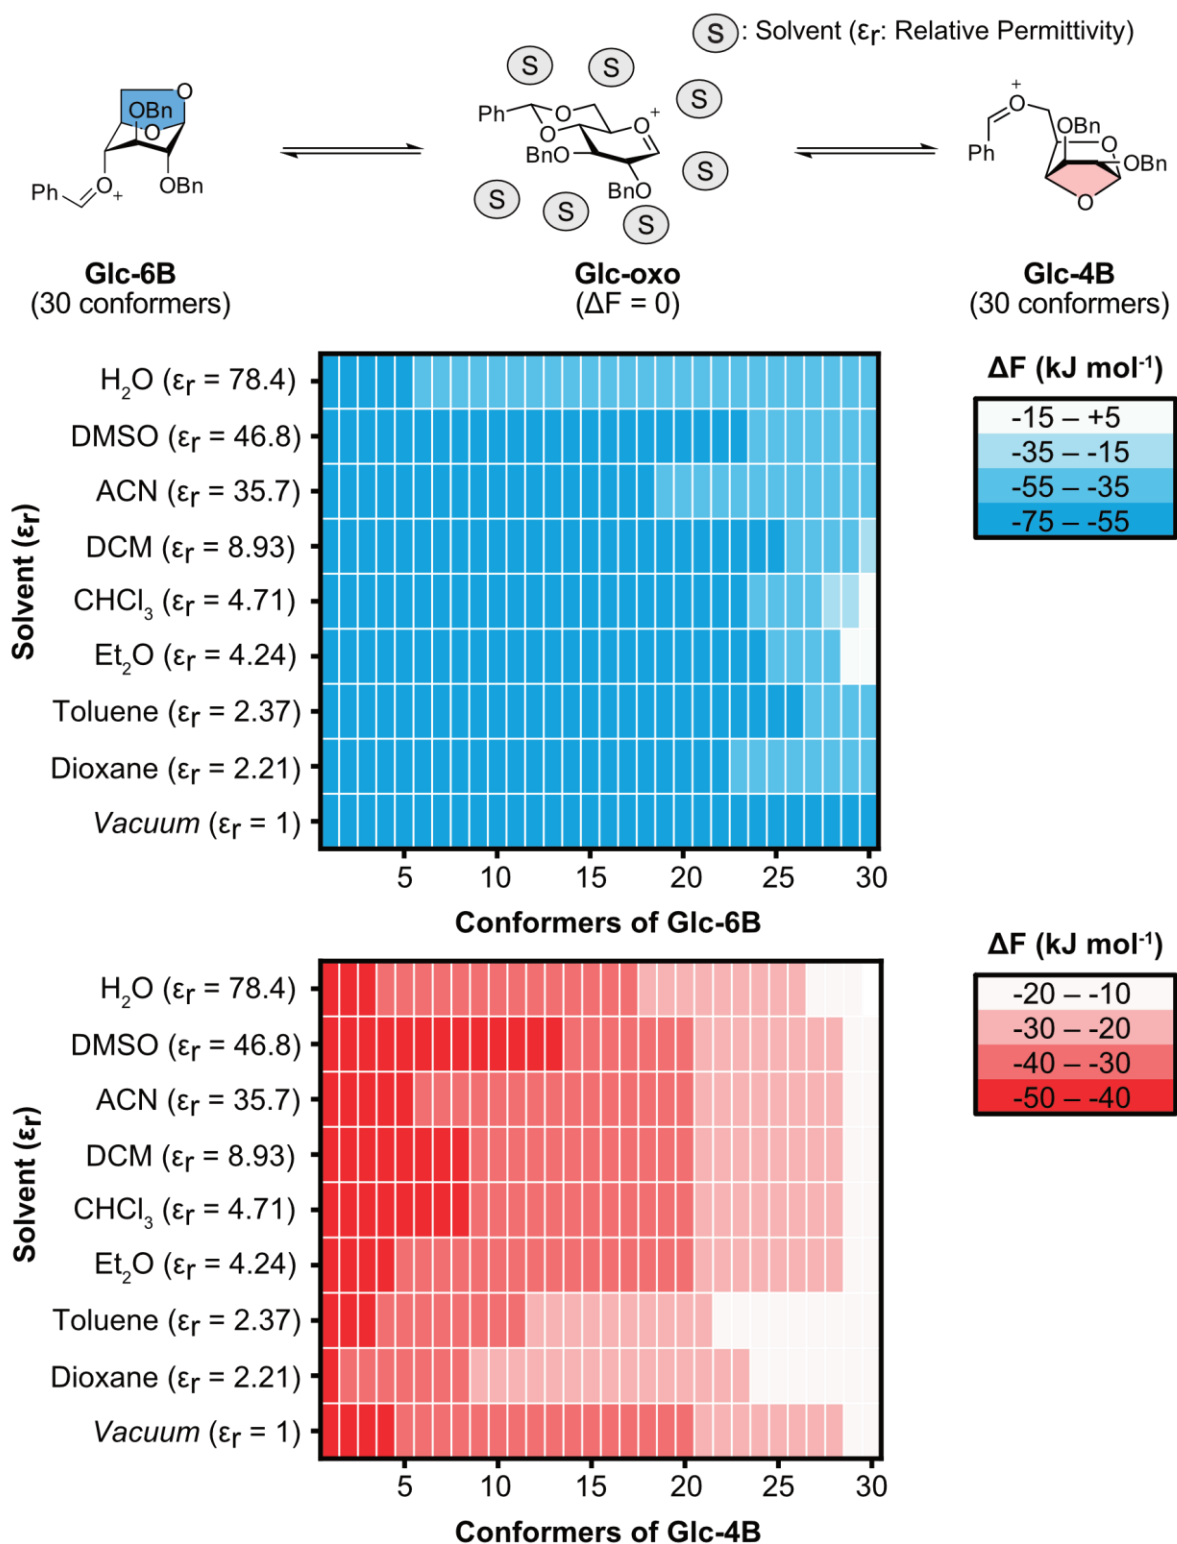 S : Solvent (εr: Relative Permittivity)
S S S S S S S
OBn
O
O
Ph
O+
OBn
Ph
O
O
O+
BnO
BnO
O+
Ph
OBn
O
OBn
O
Glc-6B
(30 conformers)
Glc-oxo
(ΔF = 0)
Glc-4B
(30 conformers)
Solvent (εr)
H2O (εr = 78.4)
DMSO (εr = 46.8)
ACN (εr = 35.7)
DCM (εr = 8.93)
CHCl3 (εr = 4.71)
Et2O (εr = 4.24)
Toluene (εr = 2.37)
Dioxane (εr = 2.21)
Vacuum (εr = 1)
5 10 15 20 25 30
Conformers of Glc-6B
ΔF (kJ mol-1)
-15 – +5
-35 – -15
-55 – -35
-75 – -55
Solvent (εr)
H2O (εr = 78.4)
DMSO (εr = 46.8)
ACN (εr = 35.7)
DCM (εr = 8.93)
CHCl3 (εr = 4.71)
Et2O (εr = 4.24)
Toluene (εr = 2.37)
Dioxane (εr = 2.21)
Vacuum (εr = 1)
5 10 15 20 25 30
Conformers of Glc-4B
ΔF (kJ mol-1)
-20 – -10
-30 – -20
-40 – -30
-50 – -40